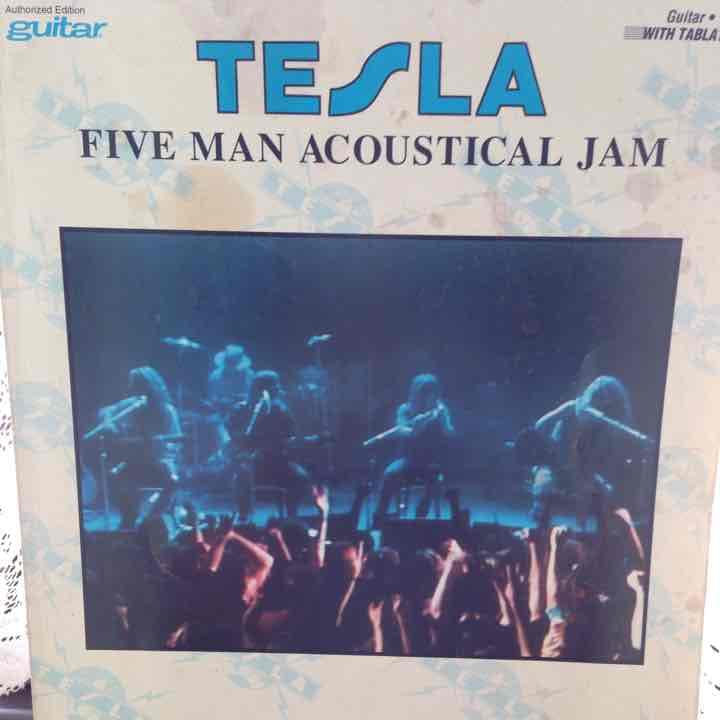 Authorized Edition
guitar
Guitar •
WITH TABLA
TESLA
FIVE MAN ACOUSTICAL JAM